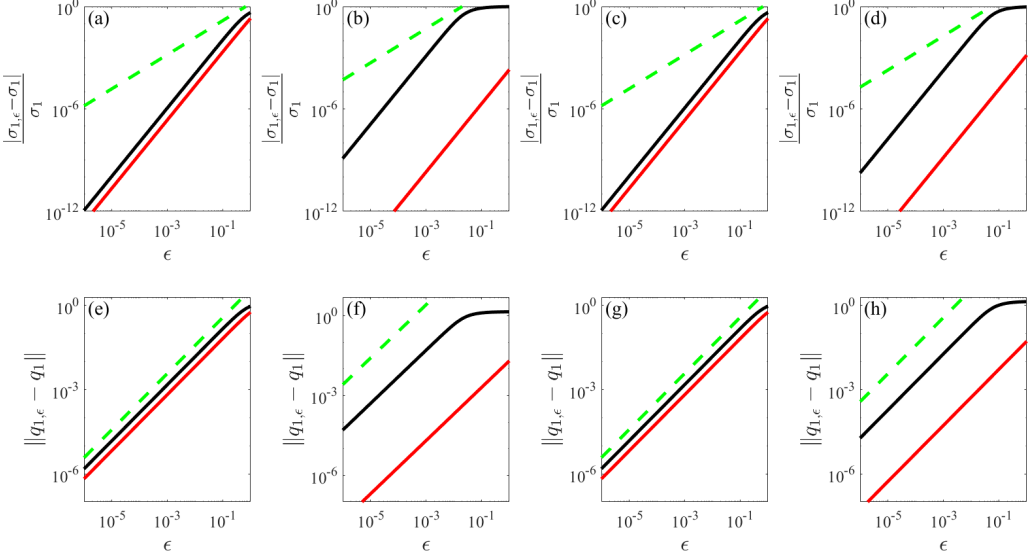 10^0 (a) 10^0 (b) 10^0 (c) 10^0 (d)
|σ_{1,ϵ}−σ_1| / σ_1 |σ_{1,ϵ}−σ_1| / σ_1 |σ_{1,ϵ}−σ_1| / σ_1 |σ_{1,ϵ}−σ_1| / σ_1
10^{-6} 10^{-6} 10^{-6} 10^{-6}
10^{-12} 10^{-12} 10^{-12} 10^{-12}
10^{-5} 10^{-3} 10^{-1} 10^{-5} 10^{-3} 10^{-1} 10^{-5} 10^{-3} 10^{-1} 10^{-5} 10^{-3} 10^{-1}
ϵ ϵ ϵ ϵ
10^0 (e) 10^0 (f) 10^0 (g) 10^0 (h)
‖q_{1,ϵ} − q_1‖ ‖q_{1,ϵ} − q_1‖ ‖q_{1,ϵ} − q_1‖ ‖q_{1,ϵ} − q_1‖
10^{-3} 10^{-3} 10^{-3} 10^{-3}
10^{-6} 10^{-6} 10^{-6} 10^{-6}
10^{-5} 10^{-3} 10^{-1} 10^{-5} 10^{-3} 10^{-1} 10^{-5} 10^{-3} 10^{-1} 10^{-5} 10^{-3} 10^{-1}
ϵ ϵ ϵ ϵ